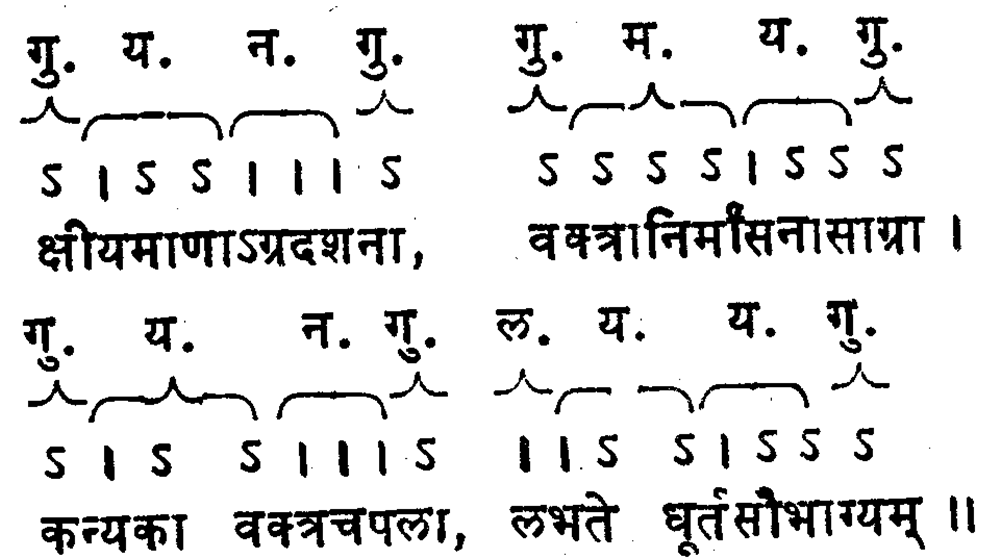 गु. य. न. गु. गु. म. य. गु.
ऽ । ऽ ऽ । । । ऽ ऽ ऽ ऽ ऽ । ऽ ऽ ऽ
क्षीयमाणाऽग्रदशना, वक्त्रानिर्मांसनासाग्रा ।
गु. य. न. गु. ल. य. य. गु.
ऽ । ऽ ऽ । । । ऽ । । ऽ ऽ । ऽ ऽ ऽ
कन्यका वक्त्रचपला, लभते धूर्तसौभाग्यम् ॥